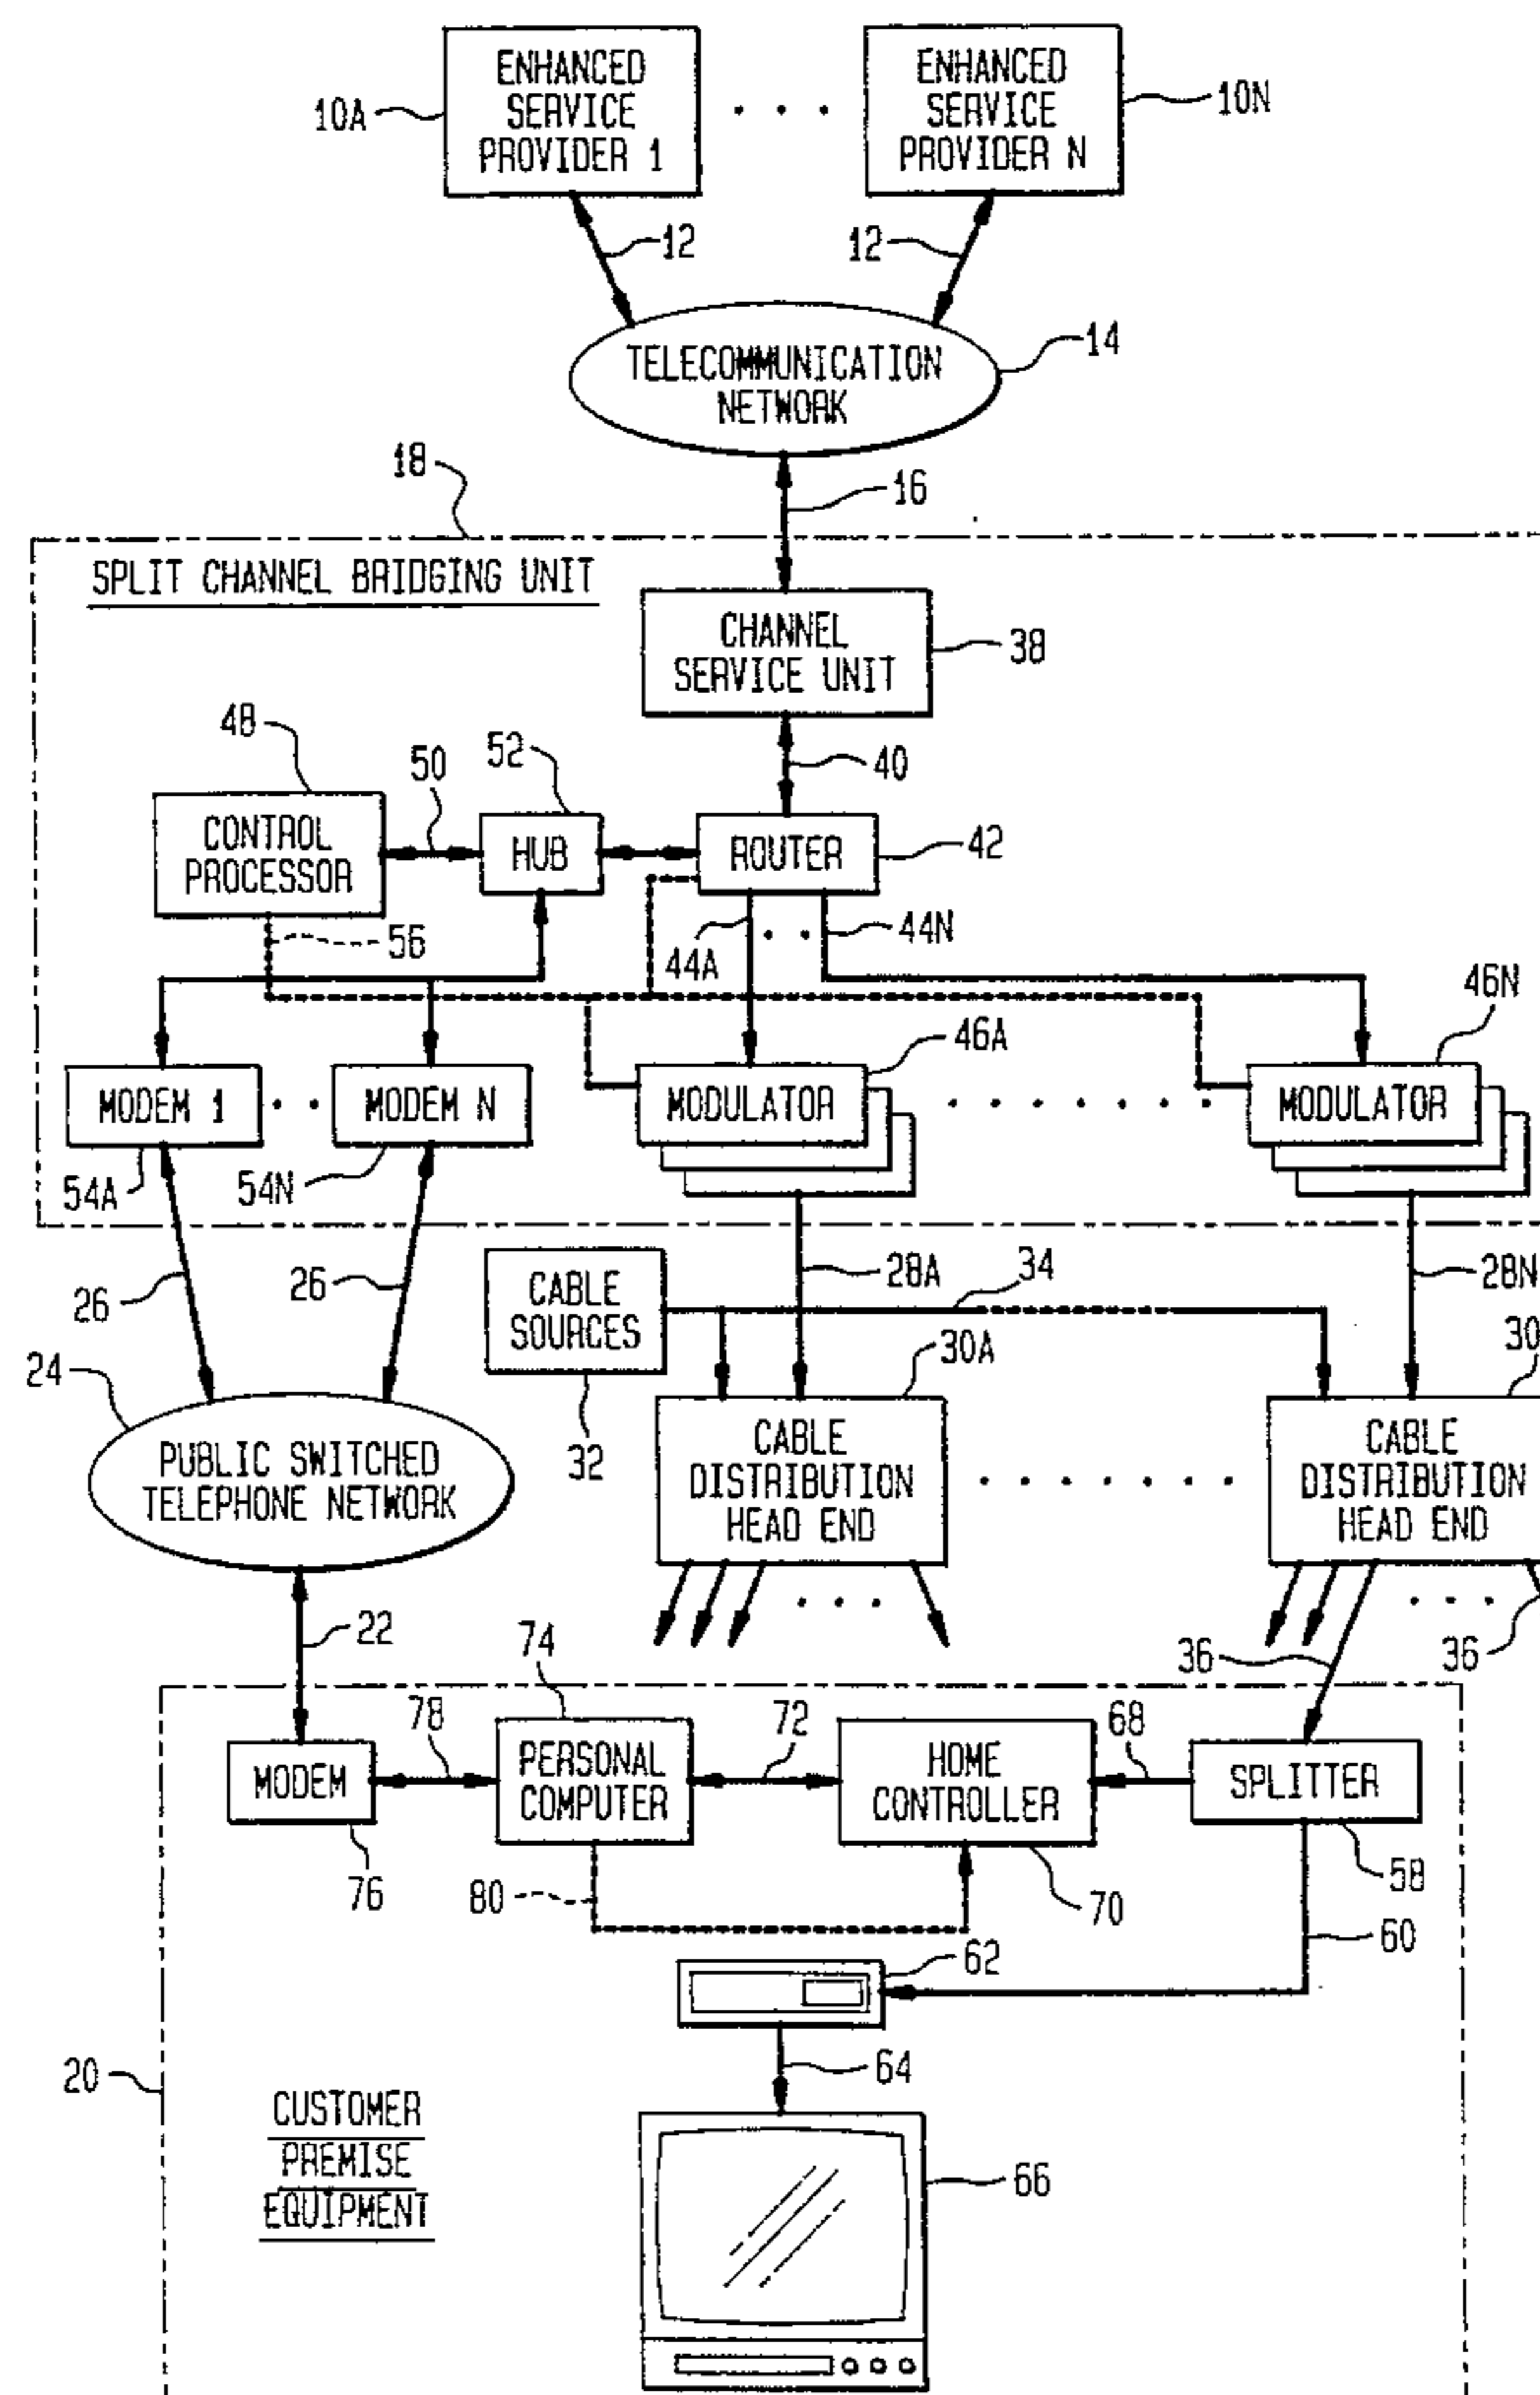 ENHANCED
SERVICE
PROVIDER 1
10A
. . .
ENHANCED
SERVICE
PROVIDER N
10N
12
12
TELECOMMUNICATION
NETWORK
14
18
16
SPLIT CHANNEL BRIDGING UNIT
CHANNEL
SERVICE UNIT
38
48
50
52
40
CONTROL
PROCESSOR
HUB
ROUTER
42
56
44A
44N
46A
46N
MODEM 1
MODEM N
MODULATOR
MODULATOR
54A
54N
26
26
CABLE
SOURCES
32
28A
34
28N
24
30A
30
PUBLIC SWITCHED
TELEPHONE NETWORK
CABLE
DISTRIBUTION
HEAD END
CABLE
DISTRIBUTION
HEAD END
22
36
36
74
78
72
68
MODEM
PERSONAL
COMPUTER
HOME
CONTROLLER
SPLITTER
76
80
70
58
60
62
64
20
CUSTOMER
PREMISE
EQUIPMENT
66